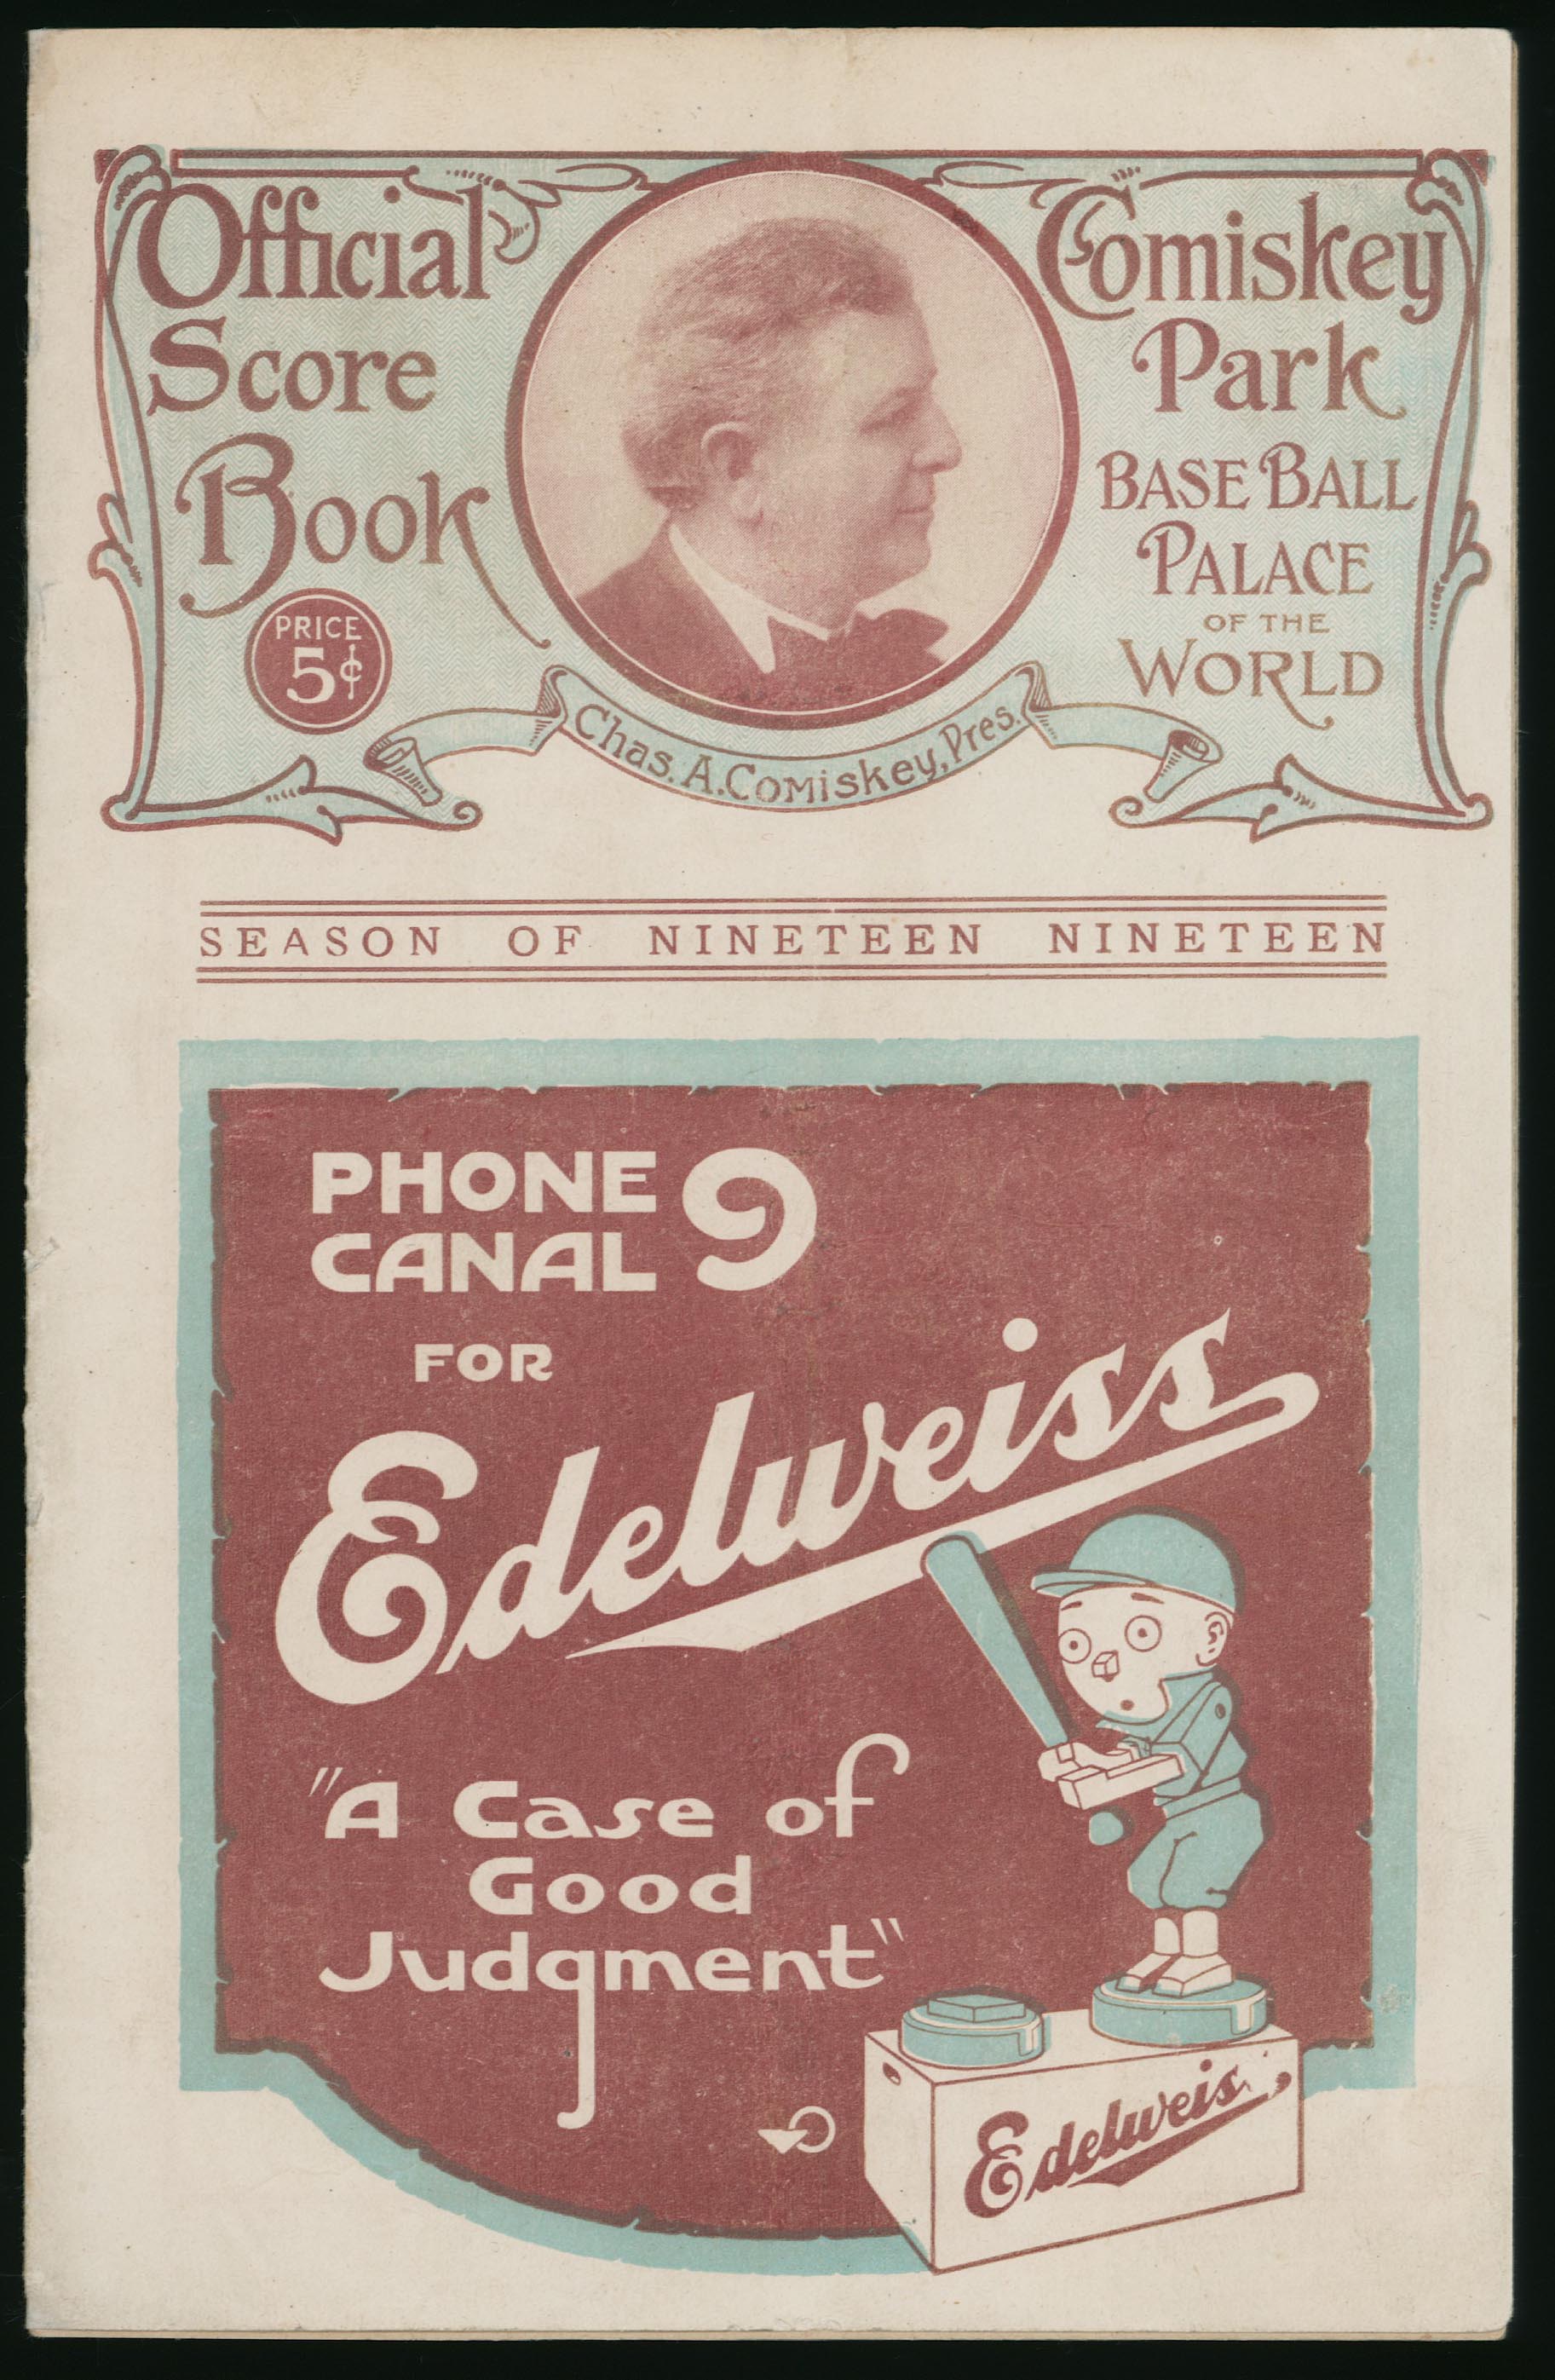 Official
Score
Book
PRICE
5¢
Comiskey
Park
BASE BALL
PALACE
OF THE
WORLD
Chas. A. Comiskey, Pres.
SEASON OF NINETEEN NINETEEN
PHONE
CANAL 9
FOR
Edelweiss
"A Case of
Good
Judgment"
Edelweis